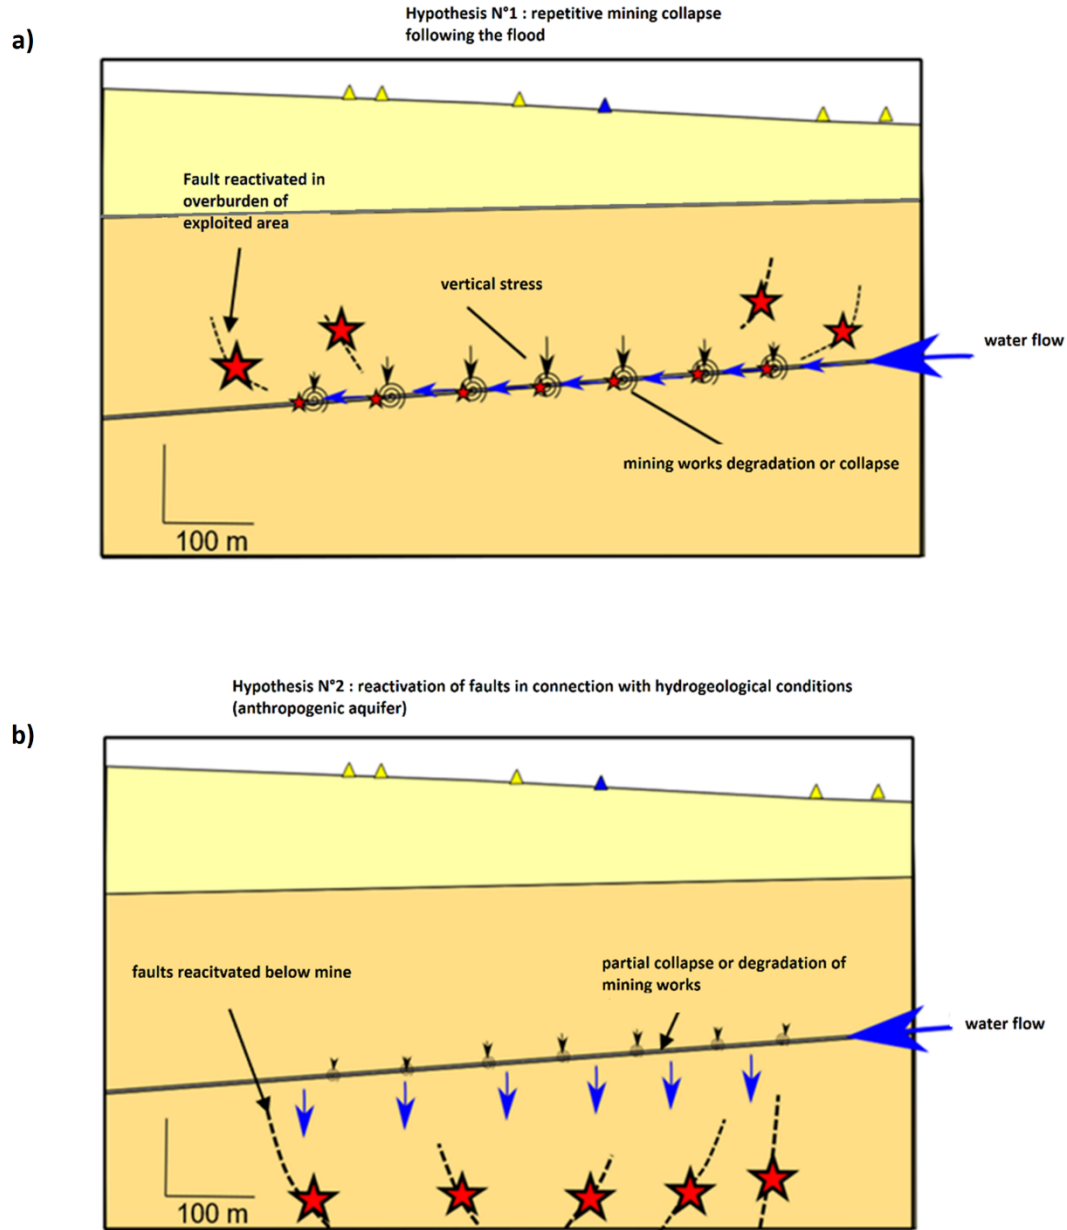 Hypothesis N°1 : repetitive mining collapse
following the flood
a)
Fault reactivated in
overburden of
exploited area
vertical stress
water flow
mining works degradation or collapse
100 m
Hypothesis N°2 : reactivation of faults in connection with hydrogeological conditions
(anthropogenic aquifer)
b)
faults reacitvated below mine
partial collapse or degradation of
mining works
water flow
100 m